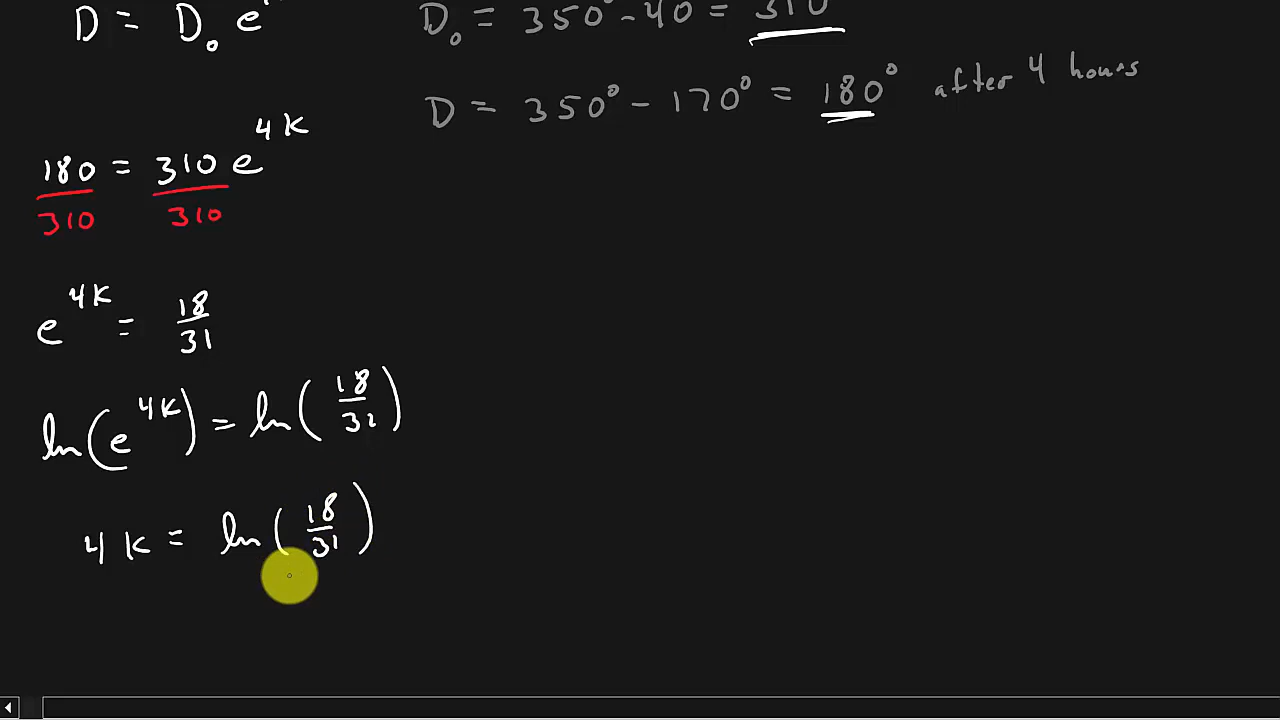 D = D₀ e
D₀ = 350° - 40 = 310
D = 350° - 170° = 180° after 4 hours
180 = 310 e^4K
310 310
e^4K = 18/31
ln(e^4K) = ln(18/31)
4K = ln(18/31)